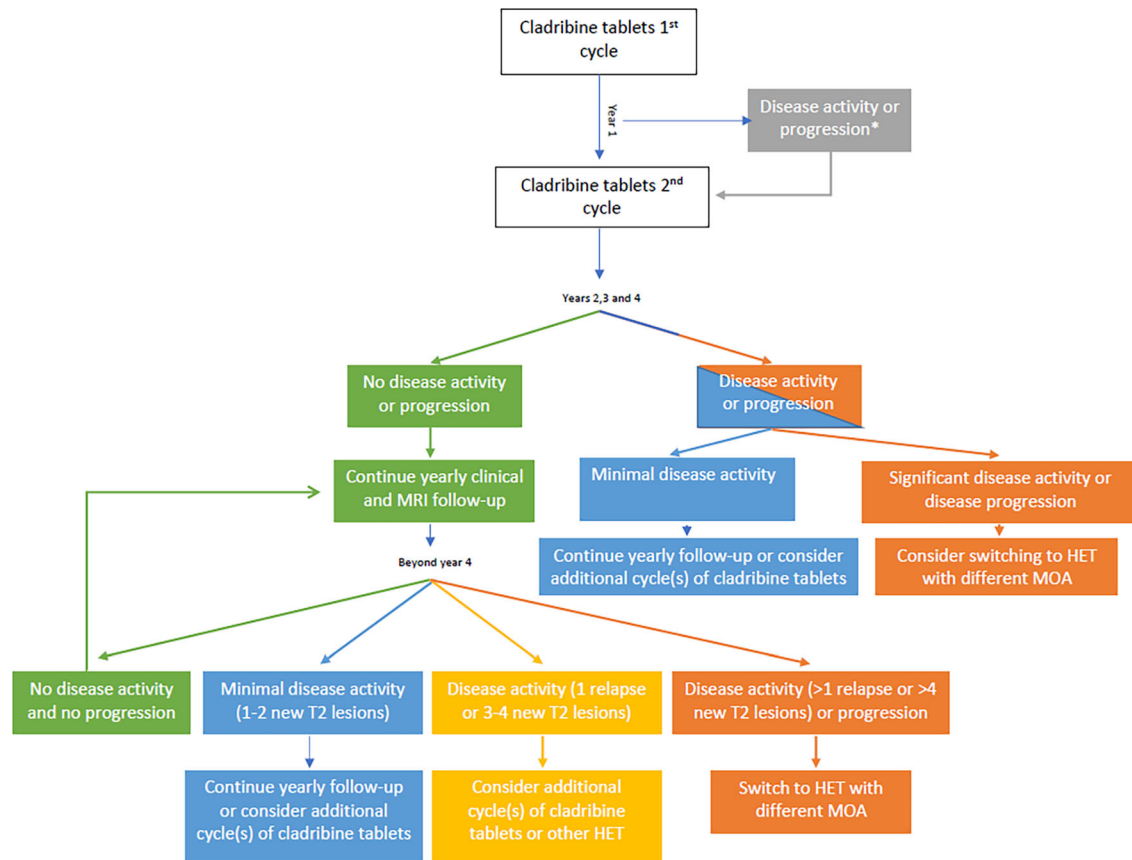 Cladribine tablets 1st
cycle
Year 1
Disease activity or
progression*
Cladribine tablets 2nd
cycle
Years 2,3 and 4
No disease activity
or progression
Disease activity
or progression
Continue yearly clinical
and MRI follow-up
Minimal disease activity
Significant disease activity or
disease progression
Continue yearly follow-up or consider
additional cycle(s) of cladribine tablets
Consider switching to HET
with different MOA
Beyond year 4
No disease activity
and no progression
Minimal disease activity
(1-2 new T2 lesions)
Disease activity (1 relapse
or 3-4 new T2 lesions)
Disease activity (>1 relapse or >4
new T2 lesions) or progression
Continue yearly follow-up
or consider additional
cycle(s) of cladribine tablets
Consider additional
cycle(s) of cladribine
tablets or other HET
Switch to HET with
different MOA